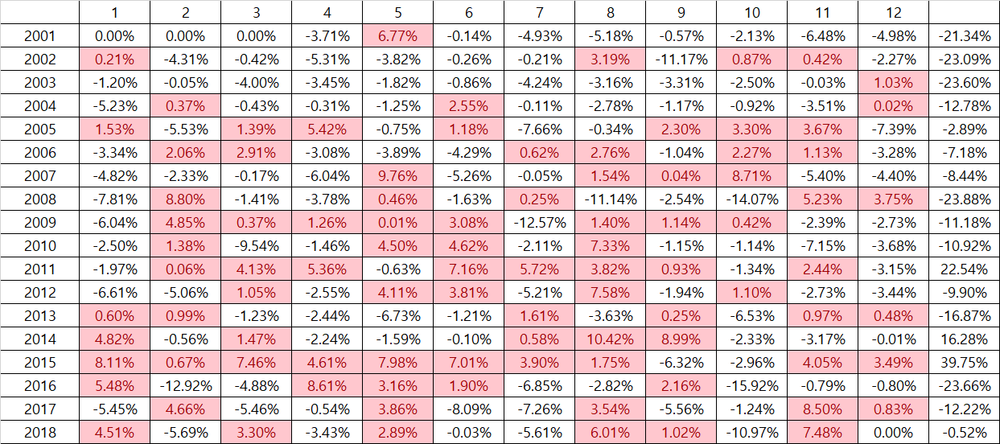 1 2 3 4 5 6 7 8 9 10 11 12
2001 0.00% 0.00% 0.00% -3.71% 6.77% -0.14% -4.93% -5.18% -0.57% -2.13% -6.48% -4.98% -21.34%
2002 0.21% -4.31% -0.42% -5.31% -3.82% -0.26% -0.21% 3.19% -11.17% 0.87% 0.42% -2.27% -23.09%
2003 -1.20% -0.05% -4.00% -3.45% -1.82% -0.86% -4.24% -3.16% -3.31% -2.50% -0.03% 1.03% -23.60%
2004 -5.23% 0.37% -0.43% -0.31% -1.25% 2.55% -0.11% -2.78% -1.17% -0.92% -3.51% 0.02% -12.78%
2005 1.53% -5.53% 1.39% 5.42% -0.75% 1.18% -7.66% -0.34% 2.30% 3.30% 3.67% -7.39% -2.89%
2006 -3.34% 2.06% 2.91% -3.08% -3.89% -4.29% 0.62% 2.76% -1.04% 2.27% 1.13% -3.28% -7.18%
2007 -4.82% -2.33% -0.17% -6.04% 9.76% -5.26% -0.05% 1.54% 0.04% 8.71% -5.40% -4.40% -8.44%
2008 -7.81% 8.80% -1.41% -3.78% 0.46% -1.63% 0.25% -11.14% -2.54% -14.07% 5.23% 3.75% -23.88%
2009 -6.04% 4.85% 0.37% 1.26% 0.01% 3.08% -12.57% 1.40% 1.14% 0.42% -2.39% -2.73% -11.18%
2010 -2.50% 1.38% -9.54% -1.46% 4.50% 4.62% -2.11% 7.33% -1.15% -1.14% -7.15% -3.68% -10.92%
2011 -1.97% 0.06% 4.13% 5.36% -0.63% 7.16% 5.72% 3.82% 0.93% -1.34% 2.44% -3.15% 22.54%
2012 -6.61% -5.06% 1.05% -2.55% 4.11% 3.81% -5.21% 7.58% -1.94% 1.10% -2.73% -3.44% -9.90%
2013 0.60% 0.99% -1.23% -2.44% -6.73% -1.21% 1.61% -3.63% 0.25% -6.53% 0.97% 0.48% -16.87%
2014 4.82% -0.56% 1.47% -2.24% -1.59% -0.10% 0.58% 10.42% 8.99% -2.33% -3.17% -0.01% 16.28%
2015 8.11% 0.67% 7.46% 4.61% 7.98% 7.01% 3.90% 1.75% -6.32% -2.96% 4.05% 3.49% 39.75%
2016 5.48% -12.92% -4.88% 8.61% 3.16% 1.90% -6.85% -2.82% 2.16% -15.92% -0.79% -0.80% -23.66%
2017 -5.45% 4.66% -5.46% -0.54% 3.86% -8.09% -7.26% 3.54% -5.56% -1.24% 8.50% 0.83% -12.22%
2018 4.51% -5.69% 3.30% -3.43% 2.89% -0.03% -5.61% 6.01% 1.02% -10.97% 7.48% 0.00% -0.52%